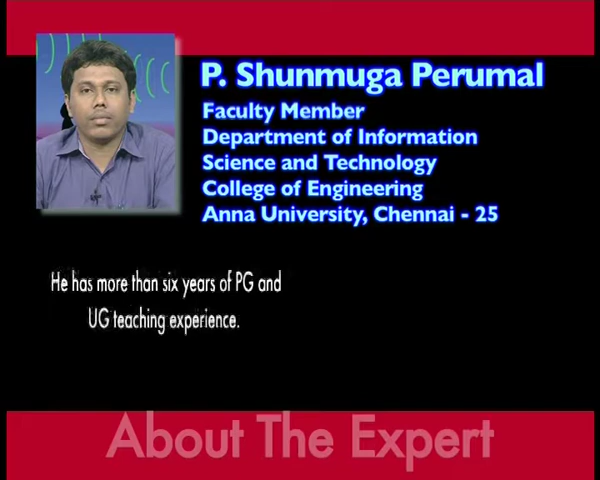 P. Shunmuga Perumal
Faculty Member
Department of Information
Science and Technology
College of Engineering
Anna University, Chennai - 25
He has more than six years of PG and
UG teaching experience.
About The Expert